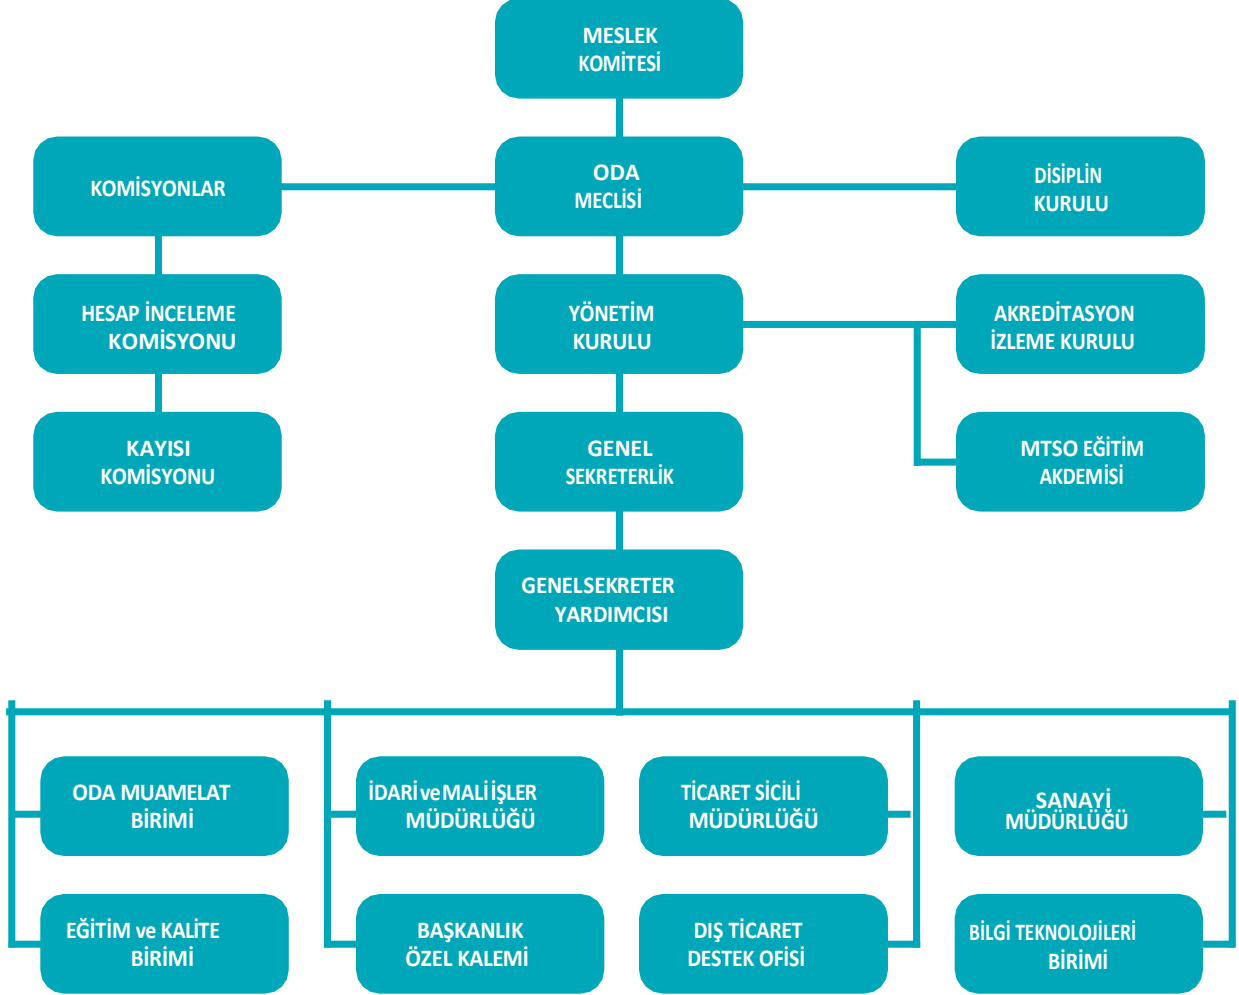 MESLEK
KOMİTESİ
KOMİSYONLAR
ODA
MECLİSİ
DİSİPLİN
KURULU
HESAP İNCELEME
KOMİSYONU
YÖNETİM
KURULU
AKREDİTASYON
İZLEME KURULU
KAYISI
KOMİSYONU
GENEL
SEKRETERLİK
MTSO EĞİTİM
AKDEMİSİ
GENELSEKRETER
YARDIMCISI
ODA MUAMELAT
BİRİMİ
İDARİ ve MALİ İŞLER
MÜDÜRLÜĞÜ
TİCARET SİCİLİ
MÜDÜRLÜĞÜ
SANAYİ
MÜDÜRLÜĞÜ
EĞİTİM ve KALİTE
BİRİMİ
BAŞKANLIK
ÖZEL KALEMİ
DIŞ TİCARET
DESTEK OFİSİ
BİLGİ TEKNOLOJİLERİ
BİRİMİ